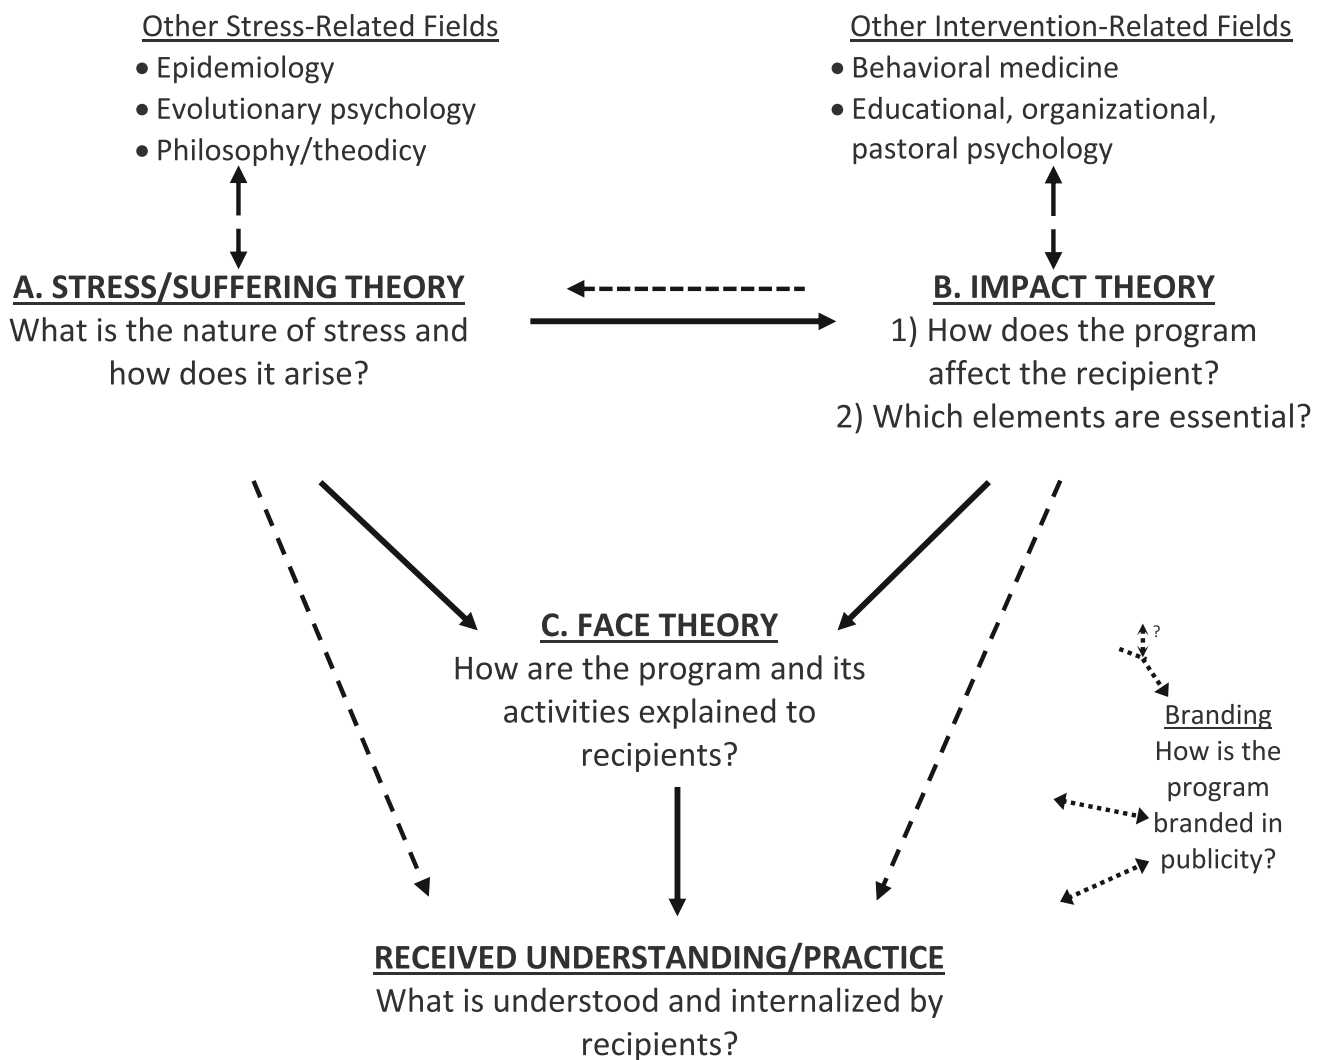 Other Stress-Related Fields
• Epidemiology
• Evolutionary psychology
• Philosophy/theodicy
Other Intervention-Related Fields
• Behavioral medicine
• Educational, organizational,
pastoral psychology
A. STRESS/SUFFERING THEORY
What is the nature of stress and
how does it arise?
B. IMPACT THEORY
1) How does the program
affect the recipient?
2) Which elements are essential?
C. FACE THEORY
How are the program and its
activities explained to
recipients?
?
Branding
How is the
program
branded in
publicity?
RECEIVED UNDERSTANDING/PRACTICE
What is understood and internalized by
recipients?